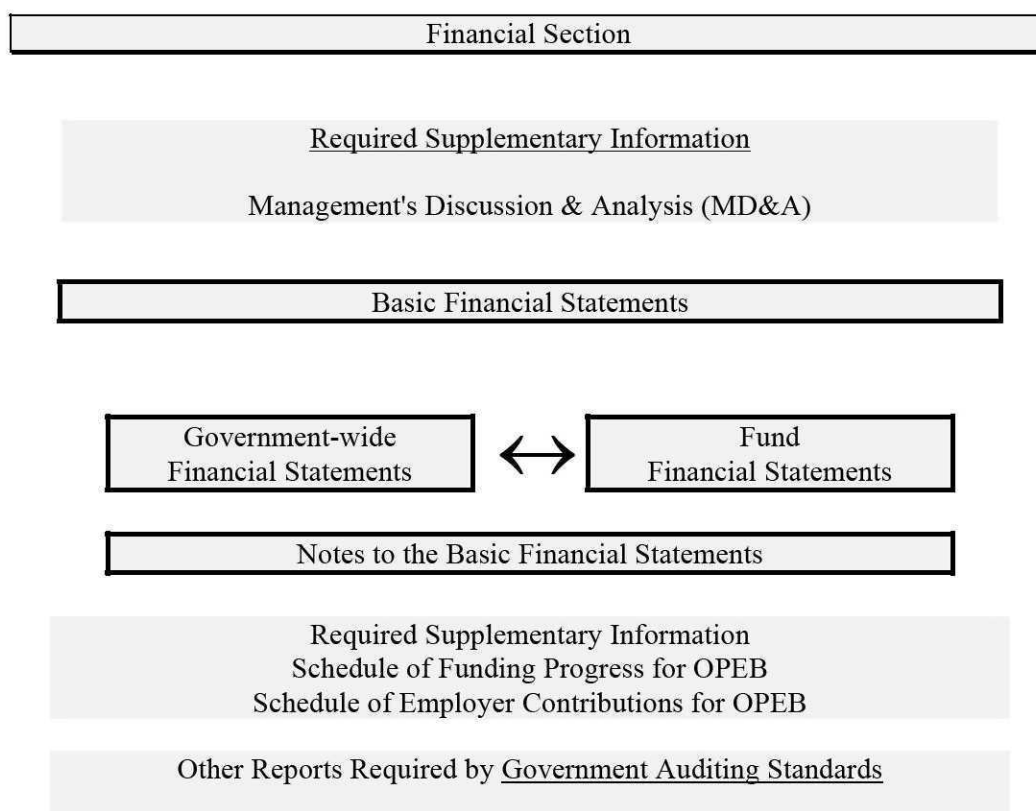 Financial Section
Required Supplementary Information
Management's Discussion & Analysis (MD&A)
Basic Financial Statements
Government-wide
Financial Statements
Fund
Financial Statements
Notes to the Basic Financial Statements
Required Supplementary Information
Schedule of Funding Progress for OPEB
Schedule of Employer Contributions for OPEB
Other Reports Required by Government Auditing Standards